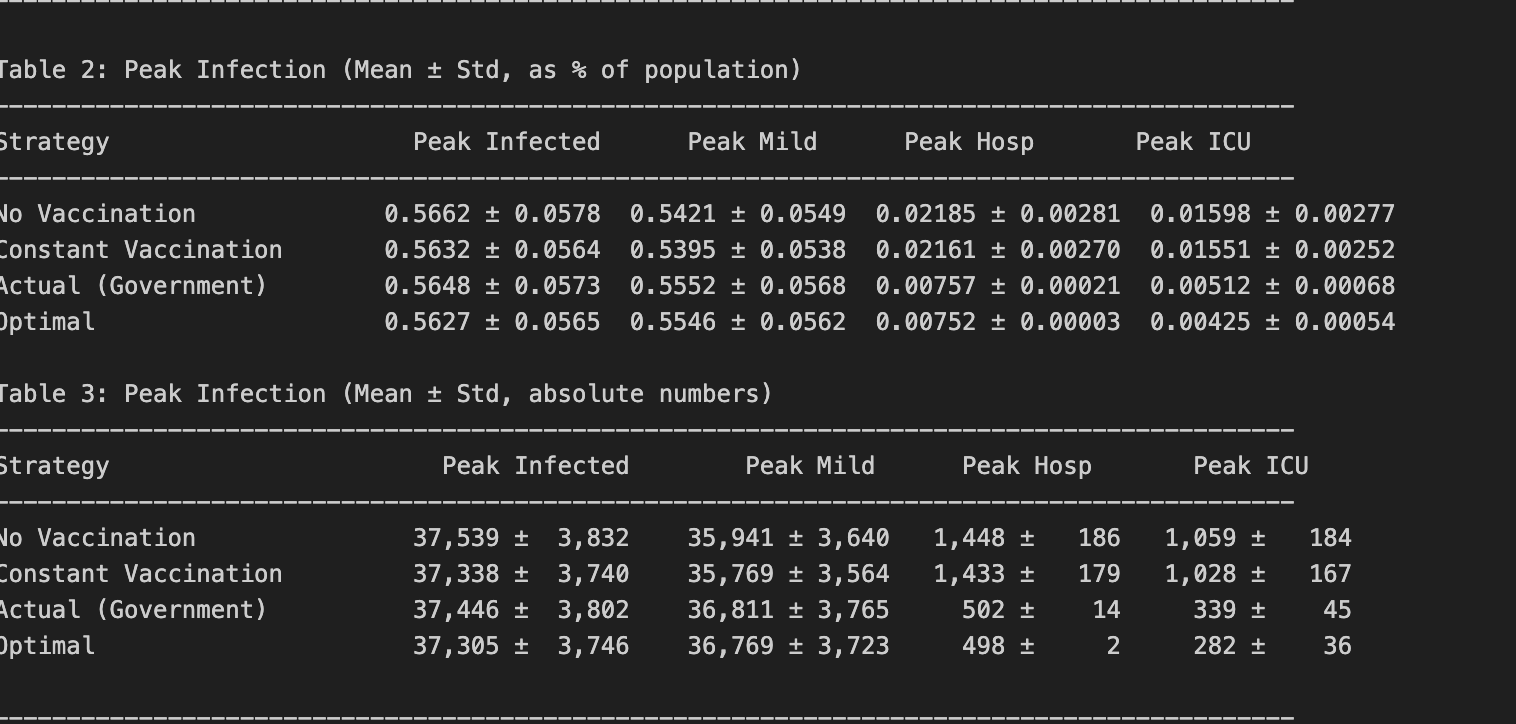 Table 2: Peak Infection (Mean ± Std, as % of population)
Strategy Peak Infected Peak Mild Peak Hosp Peak ICU
No Vaccination 0.5662 ± 0.0578 0.5421 ± 0.0549 0.02185 ± 0.00281 0.01598 ± 0.00277
Constant Vaccination 0.5632 ± 0.0564 0.5395 ± 0.0538 0.02161 ± 0.00270 0.01551 ± 0.00252
Actual (Government) 0.5648 ± 0.0573 0.5552 ± 0.0568 0.00757 ± 0.00021 0.00512 ± 0.00068
Optimal 0.5627 ± 0.0565 0.5546 ± 0.0562 0.00752 ± 0.00003 0.00425 ± 0.00054
Table 3: Peak Infection (Mean ± Std, absolute numbers)
Strategy Peak Infected Peak Mild Peak Hosp Peak ICU
No Vaccination 37,539 ± 3,832 35,941 ± 3,640 1,448 ± 186 1,059 ± 184
Constant Vaccination 37,338 ± 3,740 35,769 ± 3,564 1,433 ± 179 1,028 ± 167
Actual (Government) 37,446 ± 3,802 36,811 ± 3,765 502 ± 14 339 ± 45
Optimal 37,305 ± 3,746 36,769 ± 3,723 498 ± 2 282 ± 36